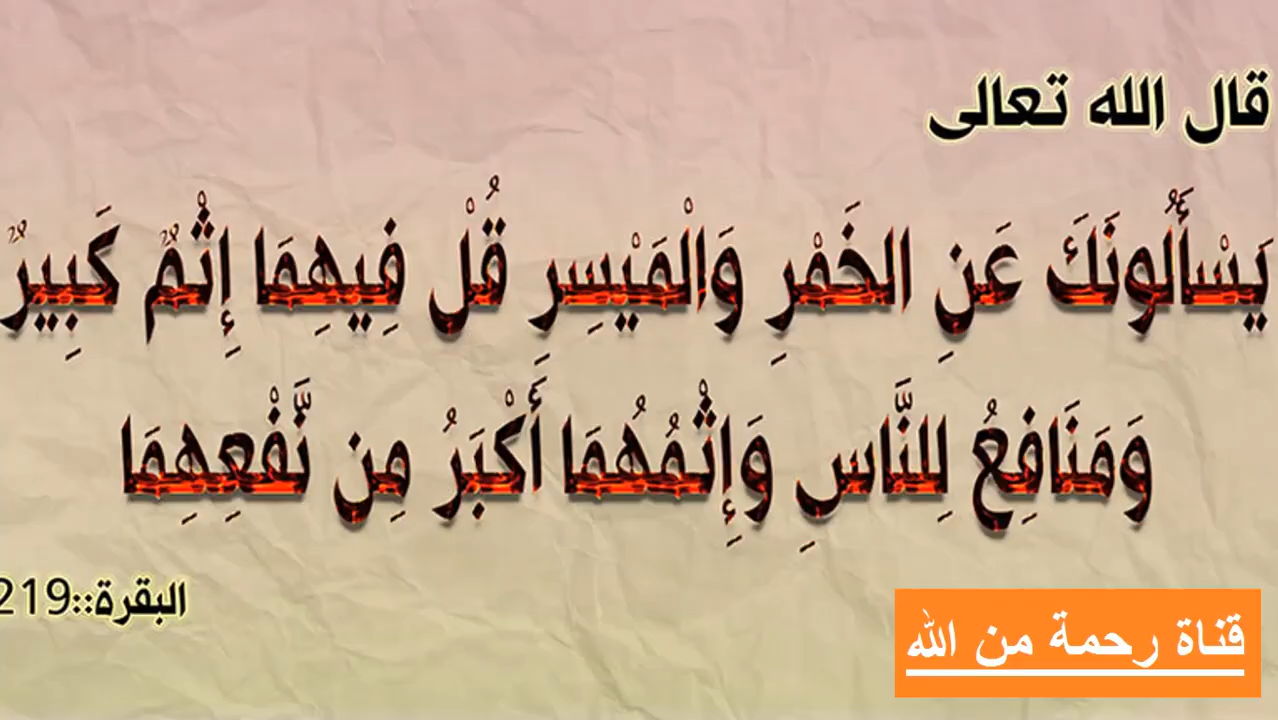 قال الله تعالى
يَسْأَلُونَكَ عَنِ الخَمْرِ وَالْمَيْسِر قُلْ فِيهِمَا إِثْمٌ كَبِيرٌ
وَمَنَافِعُ لِلنَّاسِ وَإِثْمُهُمَا أَكْبَرُ مِن نَّفْعِهِمَا
البقرة::219
قناة رحمة من الله